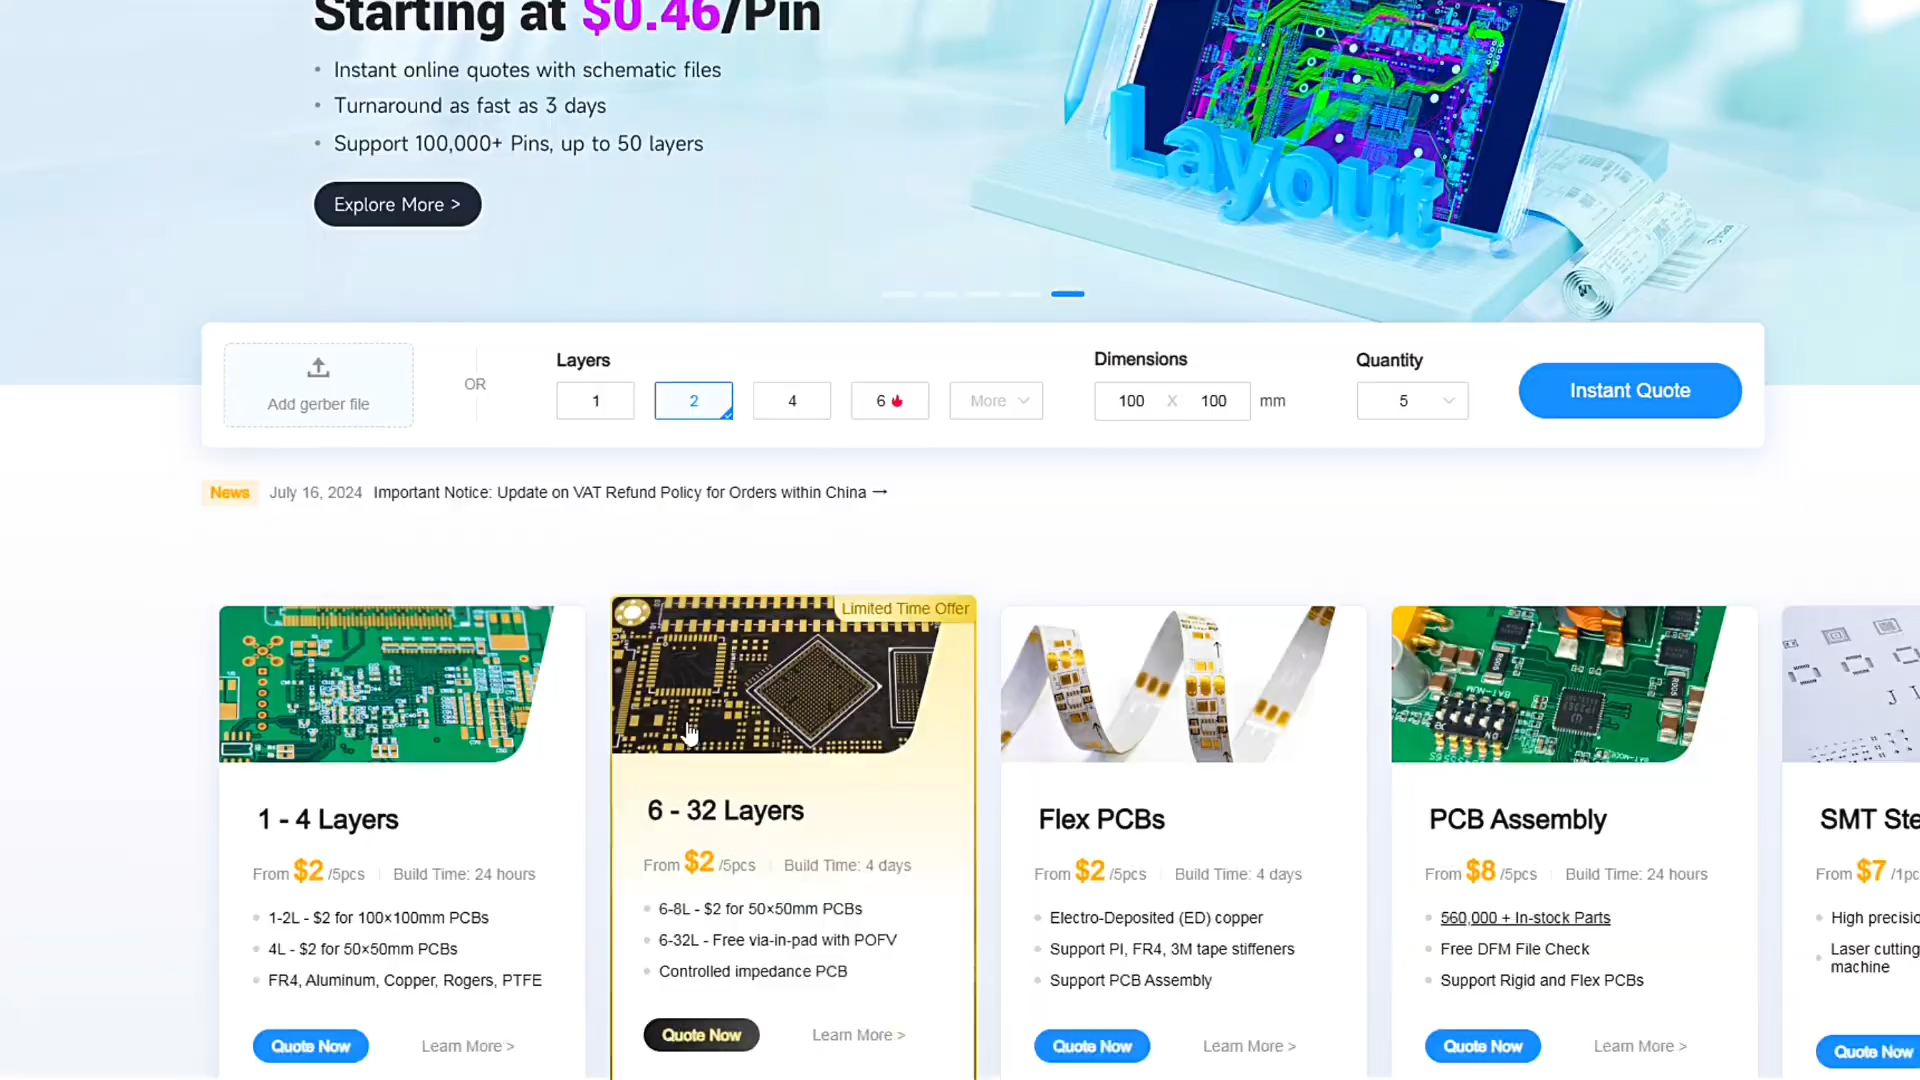 Starting at $0.46/Pin
Instant online quotes with schematic files
Turnaround as fast as 3 days
Support 100,000+ Pins, up to 50 layers
Explore More >
Layout
Add gerber file
OR
Layers
1
2
4
6
More
Dimensions
100 X 100 mm
Quantity
5
Instant Quote
News July 16, 2024 Important Notice: Update on VAT Refund Policy for Orders within China →
1 - 4 Layers
From $2 /5pcs Build Time: 24 hours
1-2L - $2 for 100×100mm PCBs
4L - $2 for 50×50mm PCBs
FR4, Aluminum, Copper, Rogers, PTFE
Quote Now Learn More >
Limited Time Offer
6 - 32 Layers
From $2 /5pcs Build Time: 4 days
6-8L - $2 for 50×50mm PCBs
6-32L - Free via-in-pad with POFV
Controlled impedance PCB
Quote Now Learn More >
Flex PCBs
From $2 /5pcs Build Time: 4 days
Electro-Deposited (ED) copper
Support PI, FR4, 3M tape stiffeners
Support PCB Assembly
Quote Now Learn More >
PCB Assembly
From $8 /5pcs Build Time: 24 hours
560,000 + In-stock Parts
Free DFM File Check
Support Rigid and Flex PCBs
Quote Now Learn More >
SMT Ste
From $7 /1pc
High precisio
Laser cutting
machine
Quote Now